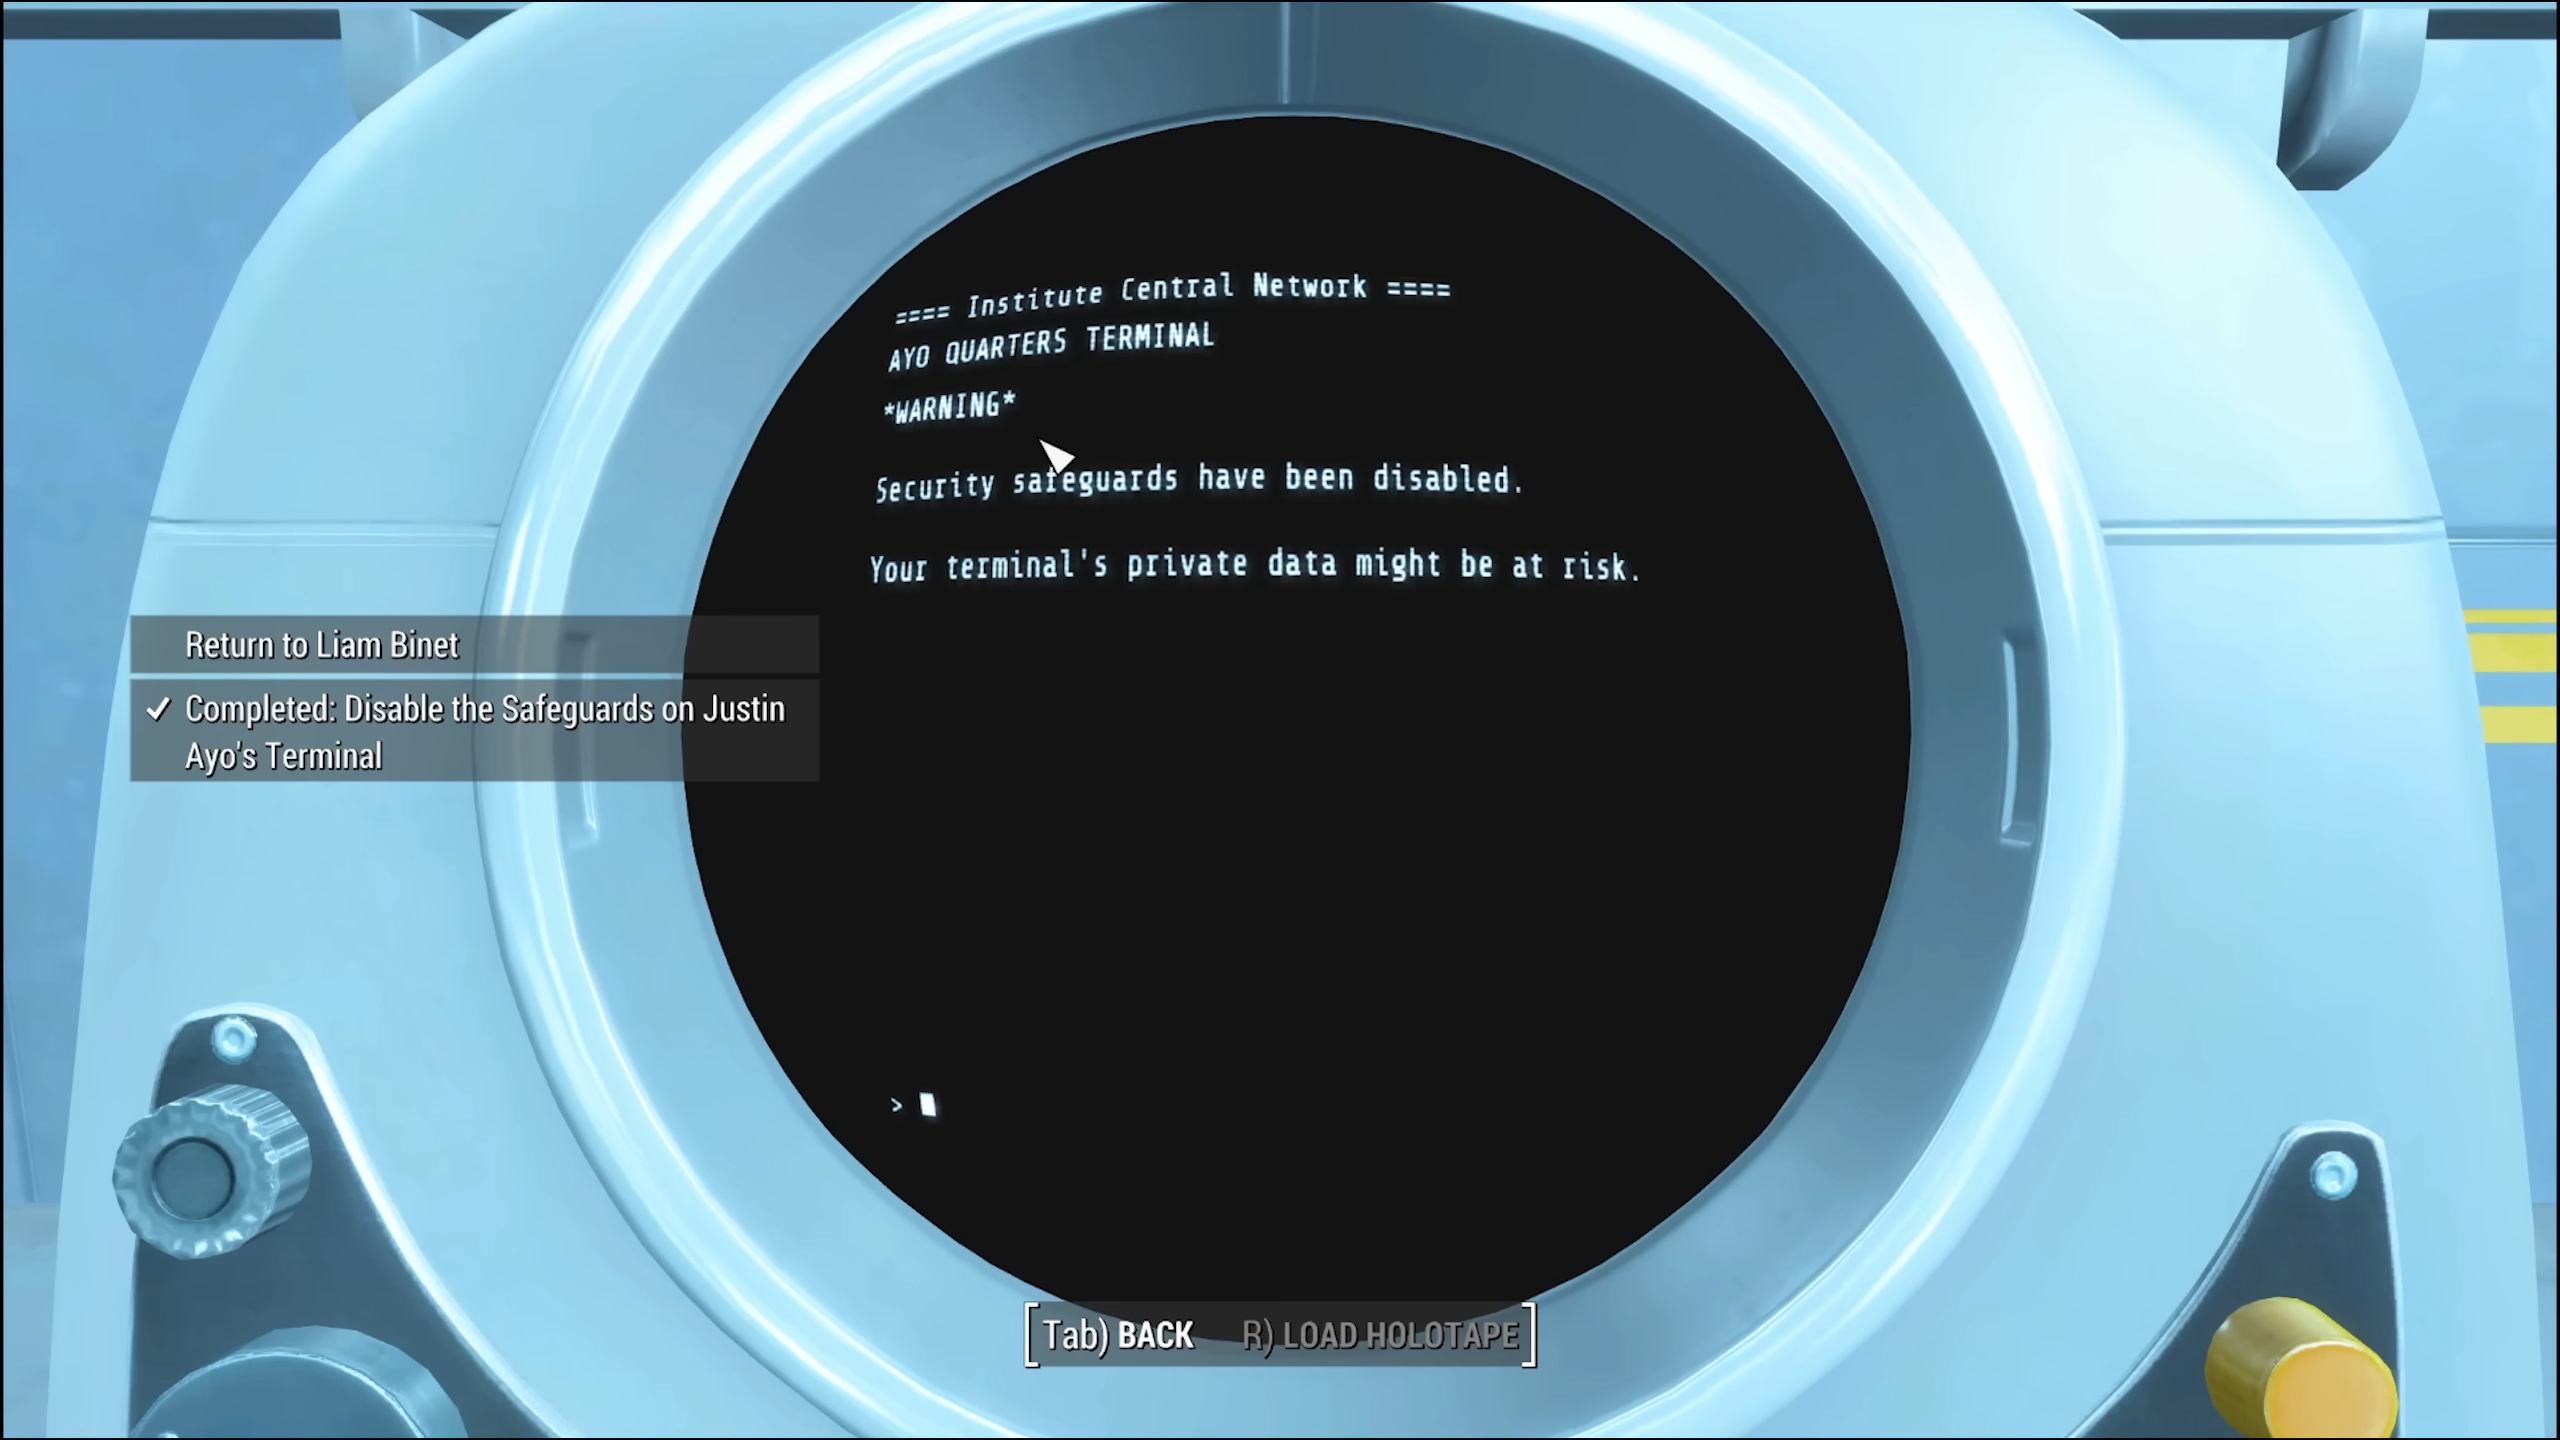 ==== Institute Central Network ====
AYO QUARTERS TERMINAL
*WARNING*
Security safeguards have been disabled.
Your terminal's private data might be at risk.
Return to Liam Binet
✓ Completed: Disable the Safeguards on Justin
Ayo's Terminal
>
[Tab) BACK R) LOAD HOLOTAPE]